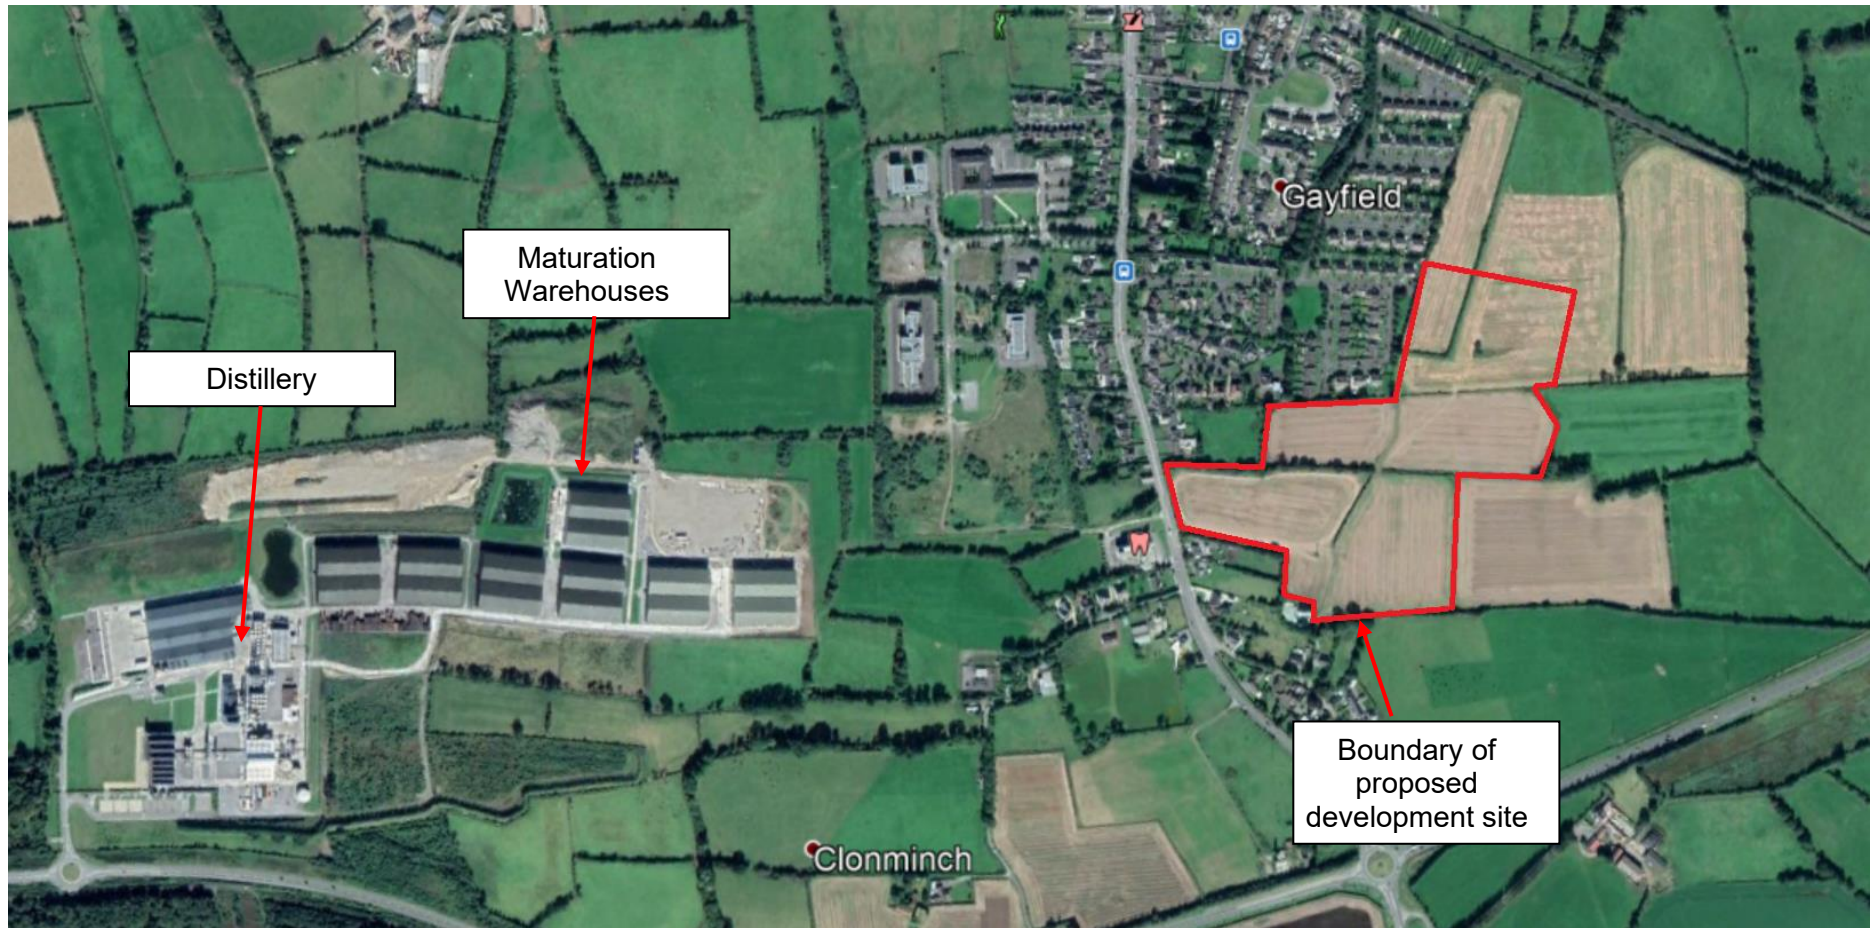 Gayfield
Maturation
Warehouses
Distillery
Boundary of
proposed
development site
Clonminch